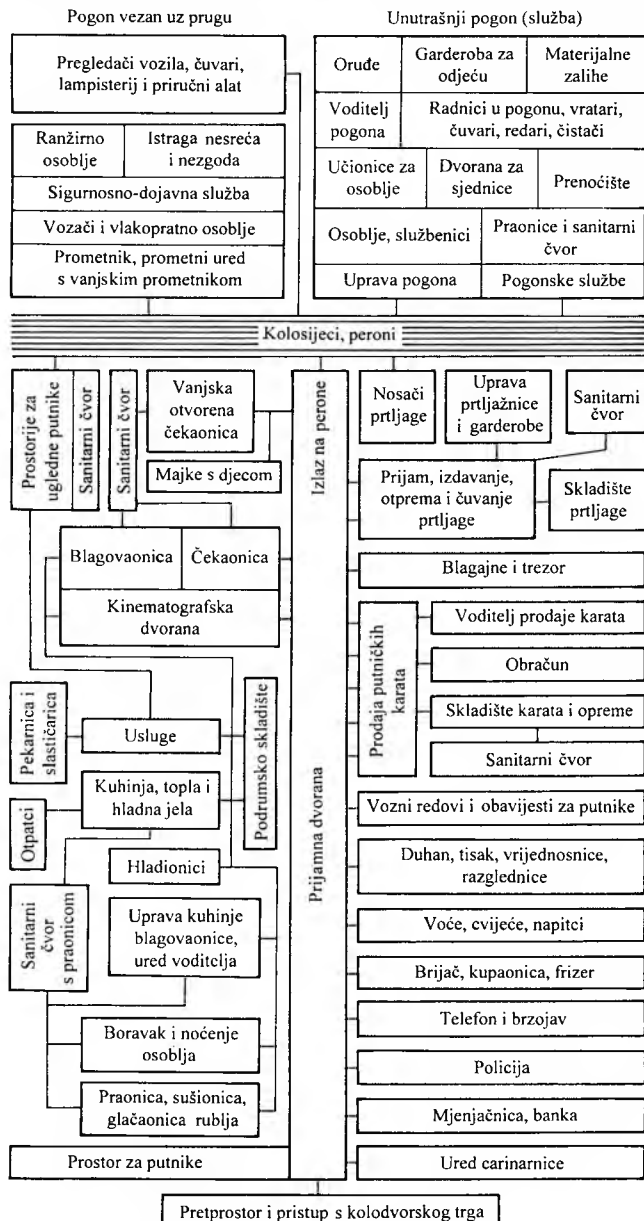 Pogon vezan uz prugu
Pregledači vozila, čuvari,
lampisterij i priručni alat
Ranžirno
osoblje
Istraga nesreća
i nezgoda
Sigurnosno-dojavna služba
Vozači i vlakopratno osoblje
Prometnik, prometni ured
s vanjskim prometnikom
Unutrašnji pogon (služba)
Oruđe
Garderoba za
odjeću
Materijalne
zalihe
Voditelj
pogona
Radnici u pogonu, vratari,
čuvari, redari, čistači
Učionice za
osoblje
Dvorana za
sjednice
Prenoćište
Osoblje, službenici
Praonice i sanitarni
čvor
Uprava pogona
Pogonske službe
Kolosijeci, peroni
Prostorije za
ugledne putnike
Sanitarni čvor
Sanitarni čvor
Vanjska
otvorena
čekaonica
Majke s djecom
Blagovaonica
Čekaonica
Kinematografska
dvorana
Pekarnica i
slastičarica
Usluge
Podrumsko skladište
Kuhinja, topla i
hladna jela
Otpatci
Hladionici
Sanitarni
čvor
s praonicom
Uprava kuhinje
blagovaonice,
ured voditelja
Boravak i noćenje
osoblja
Praonica, sušionica,
glačaonica rublja
Prostor za putnike
Izlaz na perone
Prijamna dvorana
Nosači
prtljage
Uprava
prtljažnice
i garderobe
Sanitarni
čvor
Prijam, izdavanje,
otprema i čuvanje
prtljage
Skladište
prtljage
Blagajne i trezor
Prodaja putničkih
karata
Voditelj prodaje karata
Obračun
Skladište karata i opreme
Sanitarni čvor
Vozni redovi i obavijesti za putnike
Duhan, tisak, vrijednosnice,
razglednice
Voće, cvijeće, napitci
Brijač, kupaonica, frizer
Telefon i brzojav
Policija
Mjenjačnica, banka
Ured carinarnice
Pretprostor i pristup s kolodvorskog trga